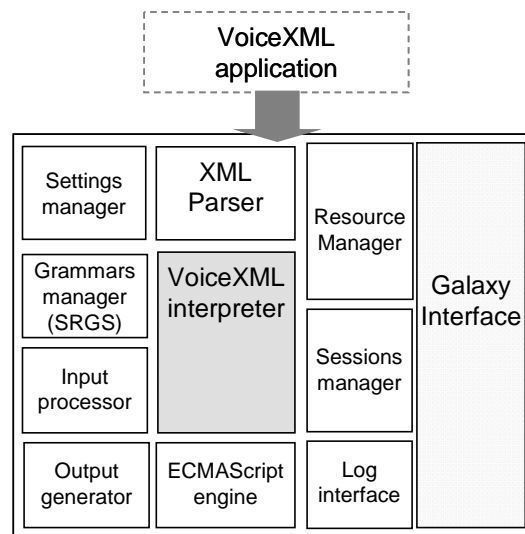 VoiceXML
application
Settings
manager
XML
Parser
Resource
Manager
Galaxy
Interface
Grammars
manager
(SRGS)
VoiceXML
interpreter
Input
processor
Sessions
manager
Output
generator
ECMAScript
engine
Log
interface